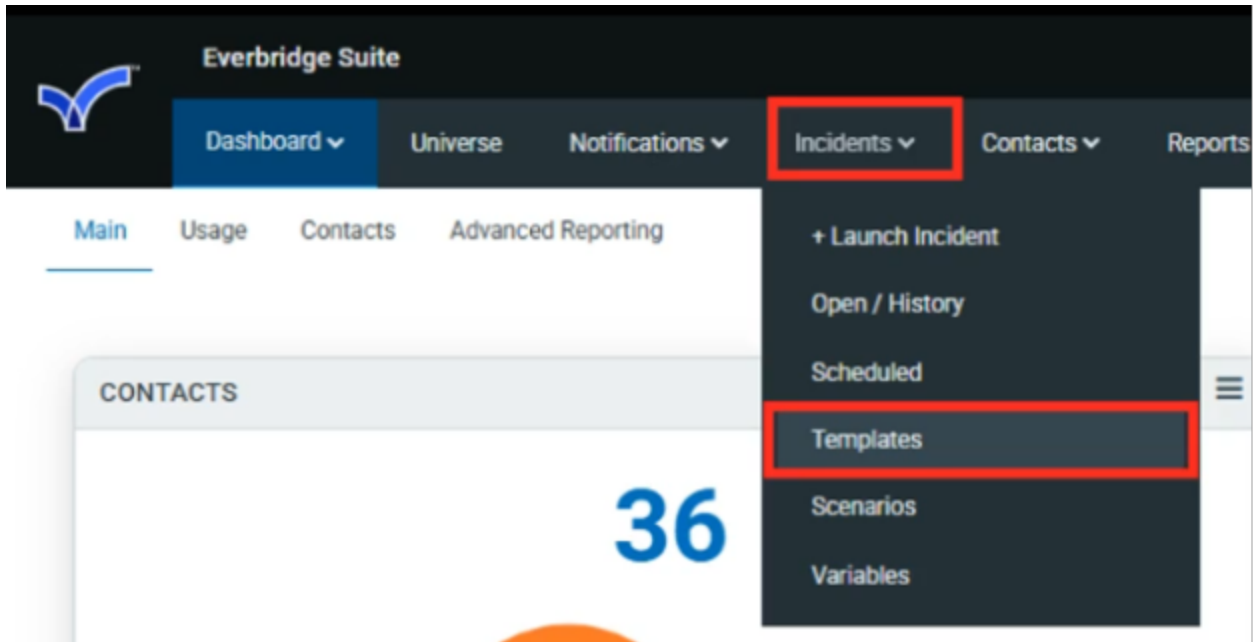 Everbridge Suite
Dashboard Universe Notifications Incidents Contacts Reports
Main Usage Contacts Advanced Reporting
+ Launch Incident
Open / History
Scheduled
CONTACTS
Templates
36
Scenarios
Variables